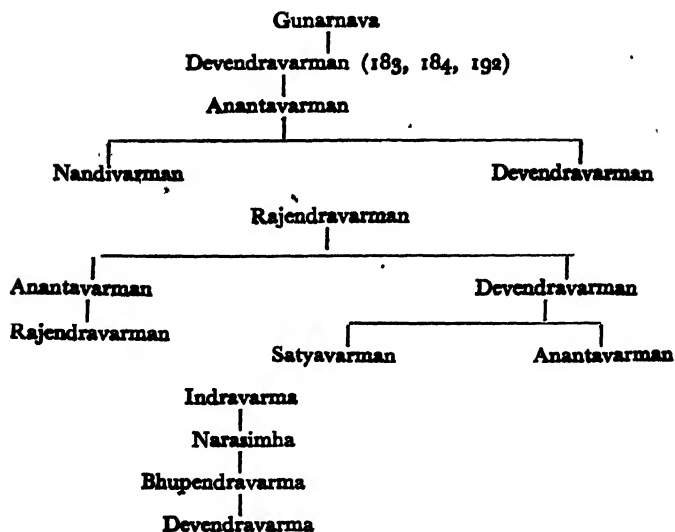 Gunarnava
Devendravarman (183, 184, 192)
Anantavarman
Nandivarman Devendravarman
Rajendravarman
Anantavarman Devendravarman
Rajendravarman
Satyavarman Anantavarman
Indravarma
Narasimha
Bhupendravarma
Devendravarma